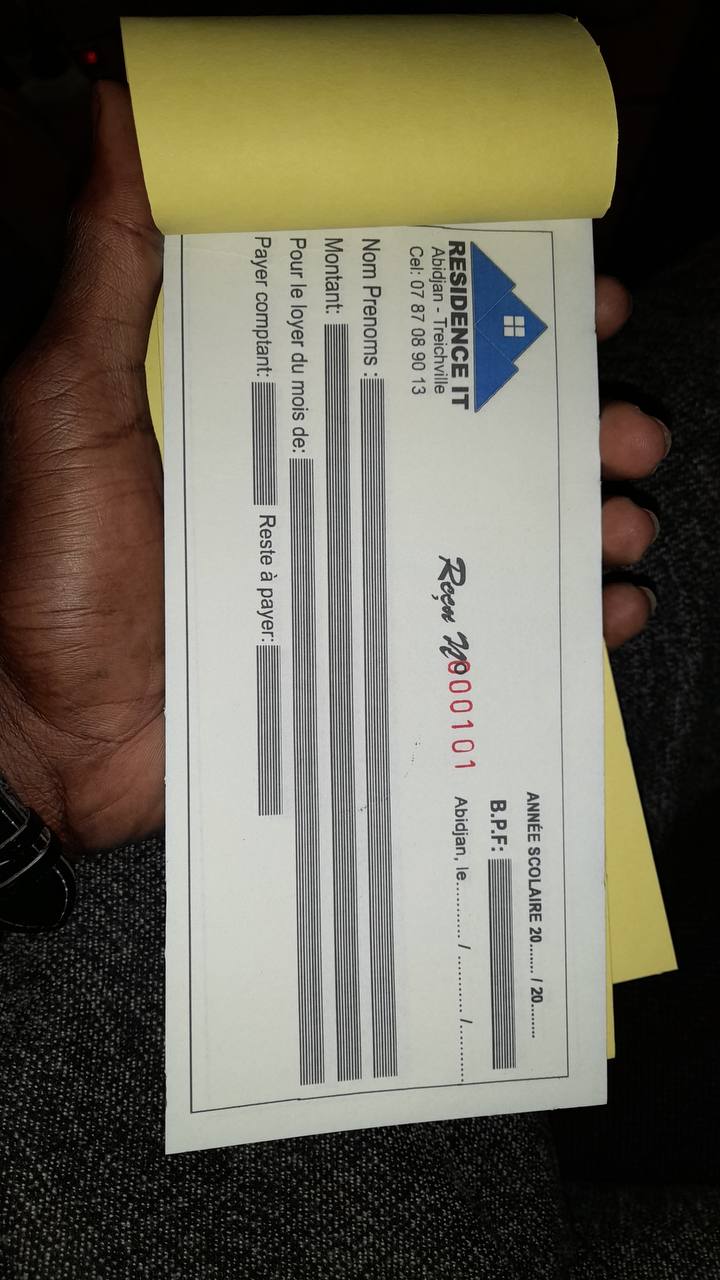 RESIDENCE IT
Abidjan - Treichville
Cel: 07 87 08 90 13
ANNÉE SCOLAIRE 20....... / 20........
B.P.F:
Reçu N° 000101
Abidjan, le.......... / ........... /...........
Nom Prenoms :
Montant:
Pour le loyer du mois de:
Payer comptant: Reste à payer: